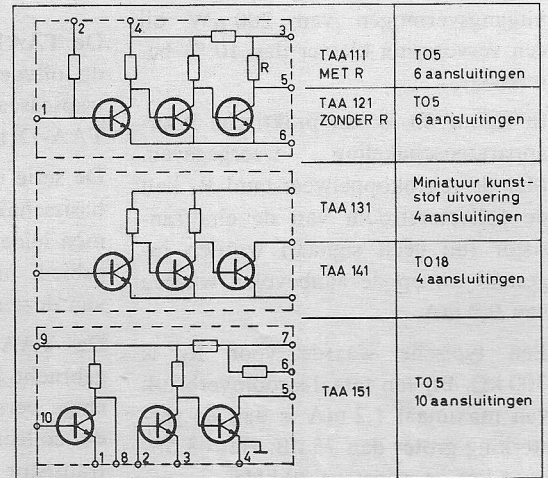 2
4
3
R
5
1
6
TAA 111
MET R
TO5
6 aansluitingen
TAA 121
ZONDER R
TO5
6 aansluitingen
TAA 131
Miniatuur kunst-
stof uitvoering
4 aansluitingen
TAA 141
TO18
4 aansluitingen
9
7
6
5
10
1
8
2
3
4
TAA 151
TO 5
10 aansluitingen